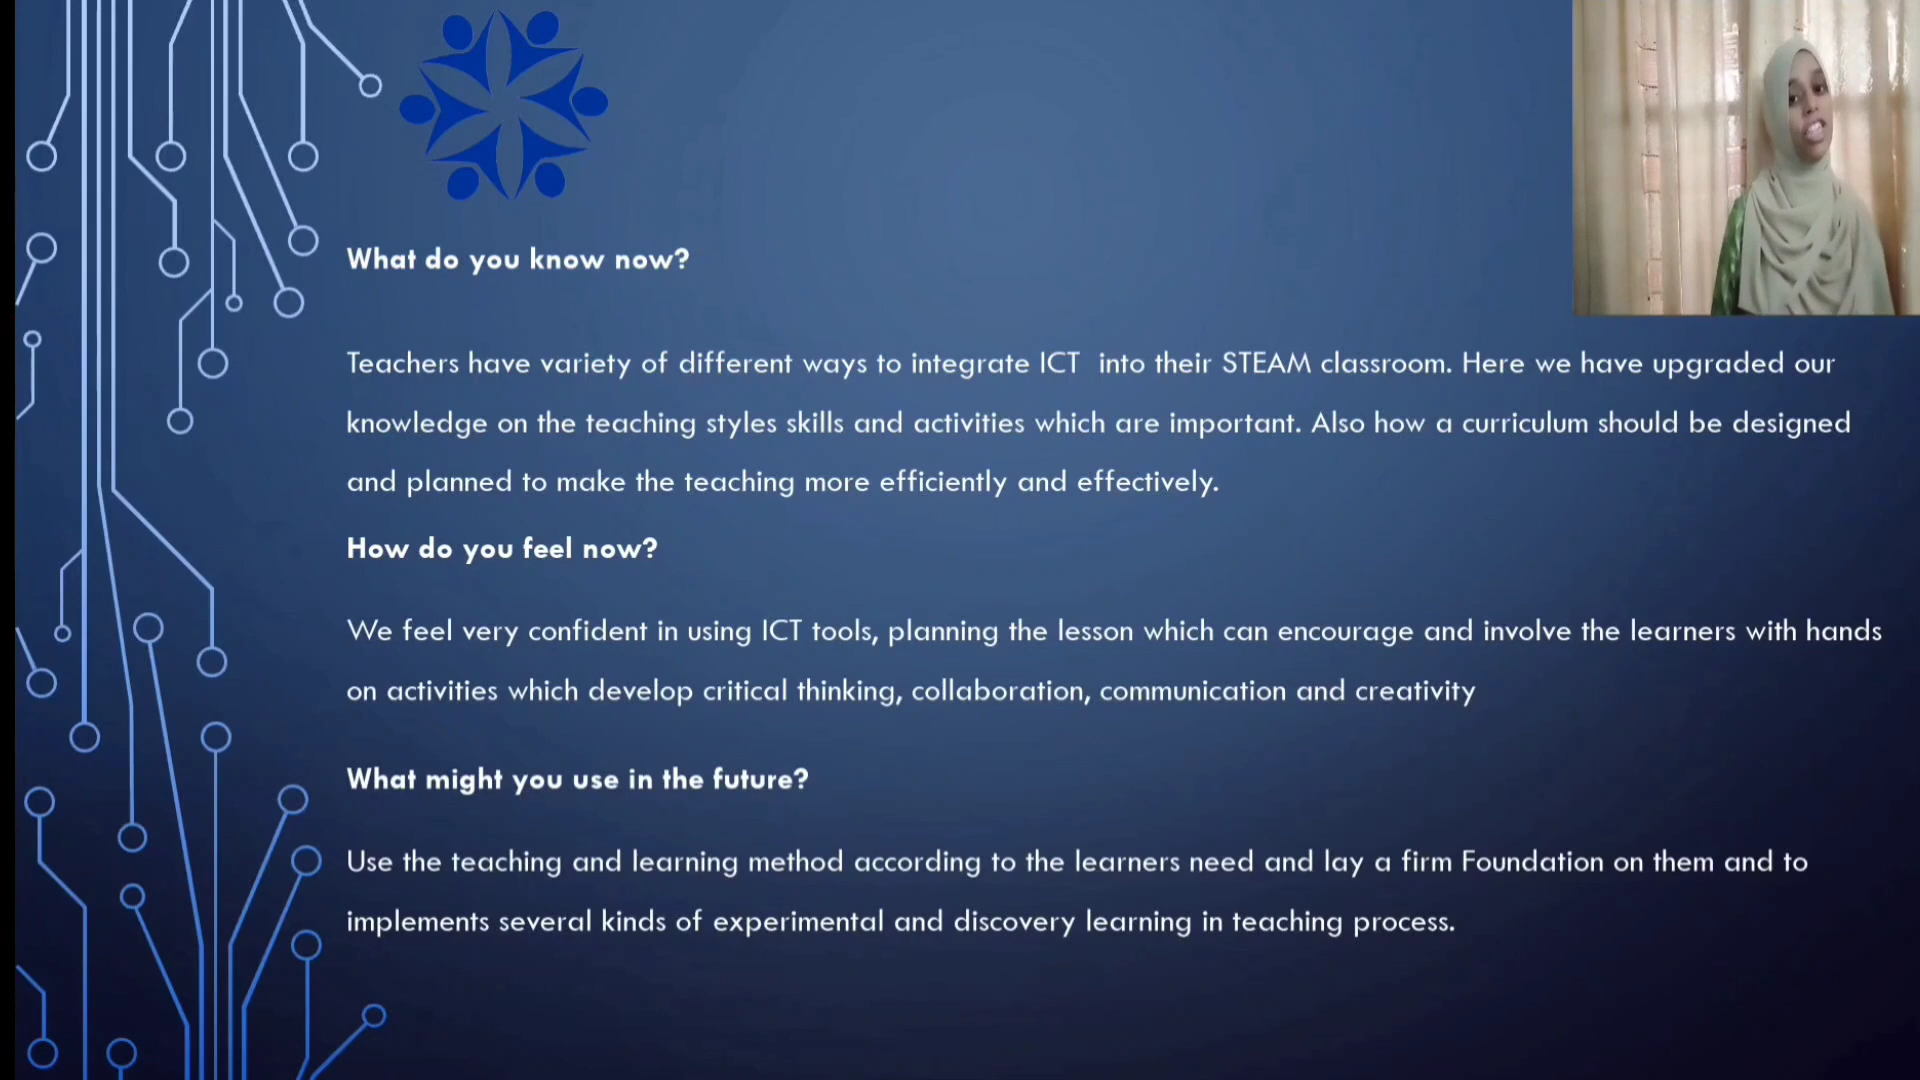 What do you know now?
Teachers have variety of different ways to integrate ICT  into their STEAM classroom. Here we have upgraded our
knowledge on the teaching styles skills and activities which are important. Also how a curriculum should be designed
and planned to make the teaching more efficiently and effectively.
How do you feel now?
We feel very confident in using ICT tools, planning the lesson which can encourage and involve the learners with hands
on activities which develop critical thinking, collaboration, communication and creativity
What might you use in the future?
Use the teaching and learning method according to the learners need and lay a firm Foundation on them and to
implements several kinds of experimental and discovery learning in teaching process.